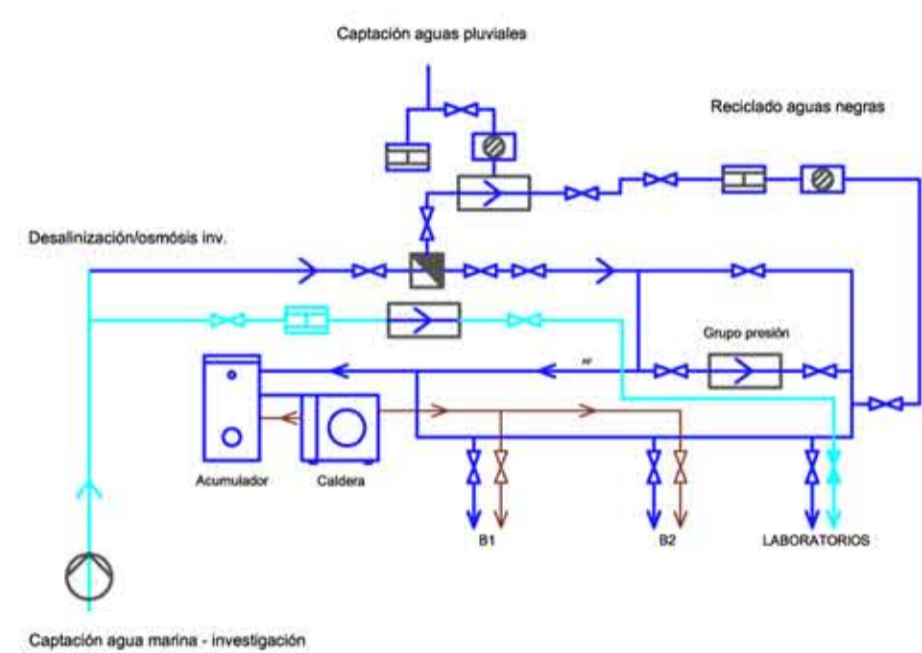 Captación aguas pluviales
Reciclado aguas negras
Desalinización/osmósis inv.
Grupo presión
AF
Acumulador
Caldera
B1
B2
LABORATORIOS
Captación agua marina - investigación